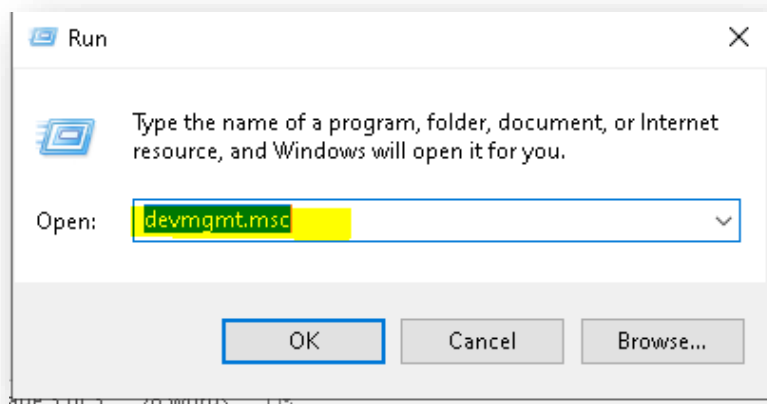 Run
Type the name of a program, folder, document, or Internet
resource, and Windows will open it for you.
Open: devmgmt.msc
OK Cancel Browse...